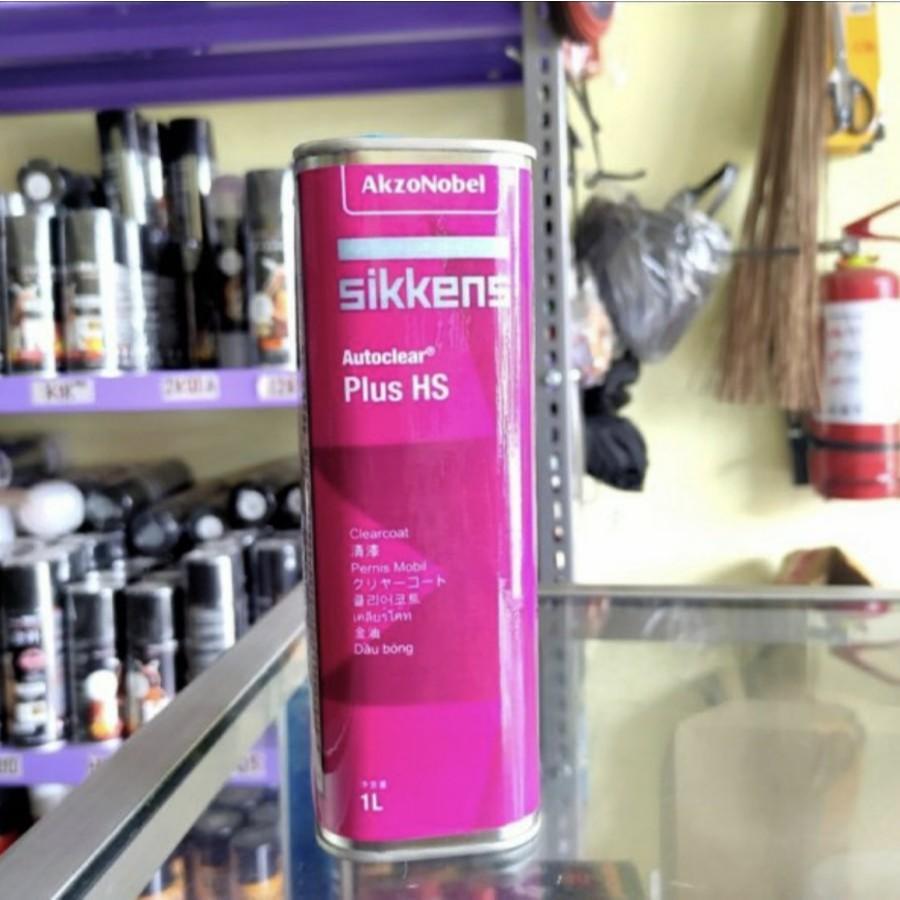 AkzoNobel
sikkens
Autoclear®
Plus HS
Clearcoat
清漆
Pernis Mobil
クリヤーコート
클리어코트
เคลียร์โค้ท
金油
Dầu bóng
1L